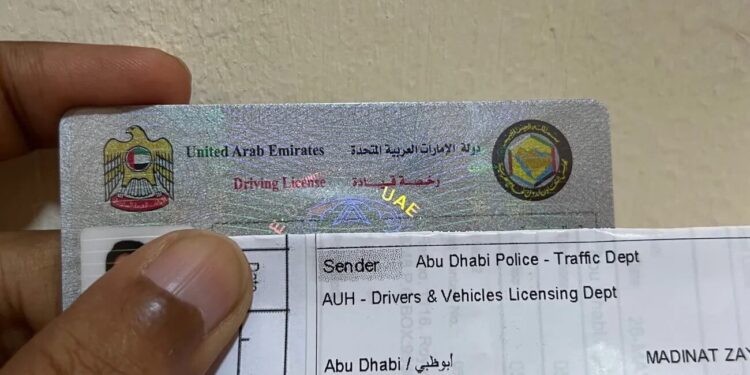 United Arab Emirates دولة الإمارات العربية المتحدة
Driving License رخصة قيادة
UAE
Sender Abu Dhabi Police - Traffic Dept
AUH - Drivers & Vehicles Licensing Dept
Abu Dhabi / أبوظبي MADINAT ZAY